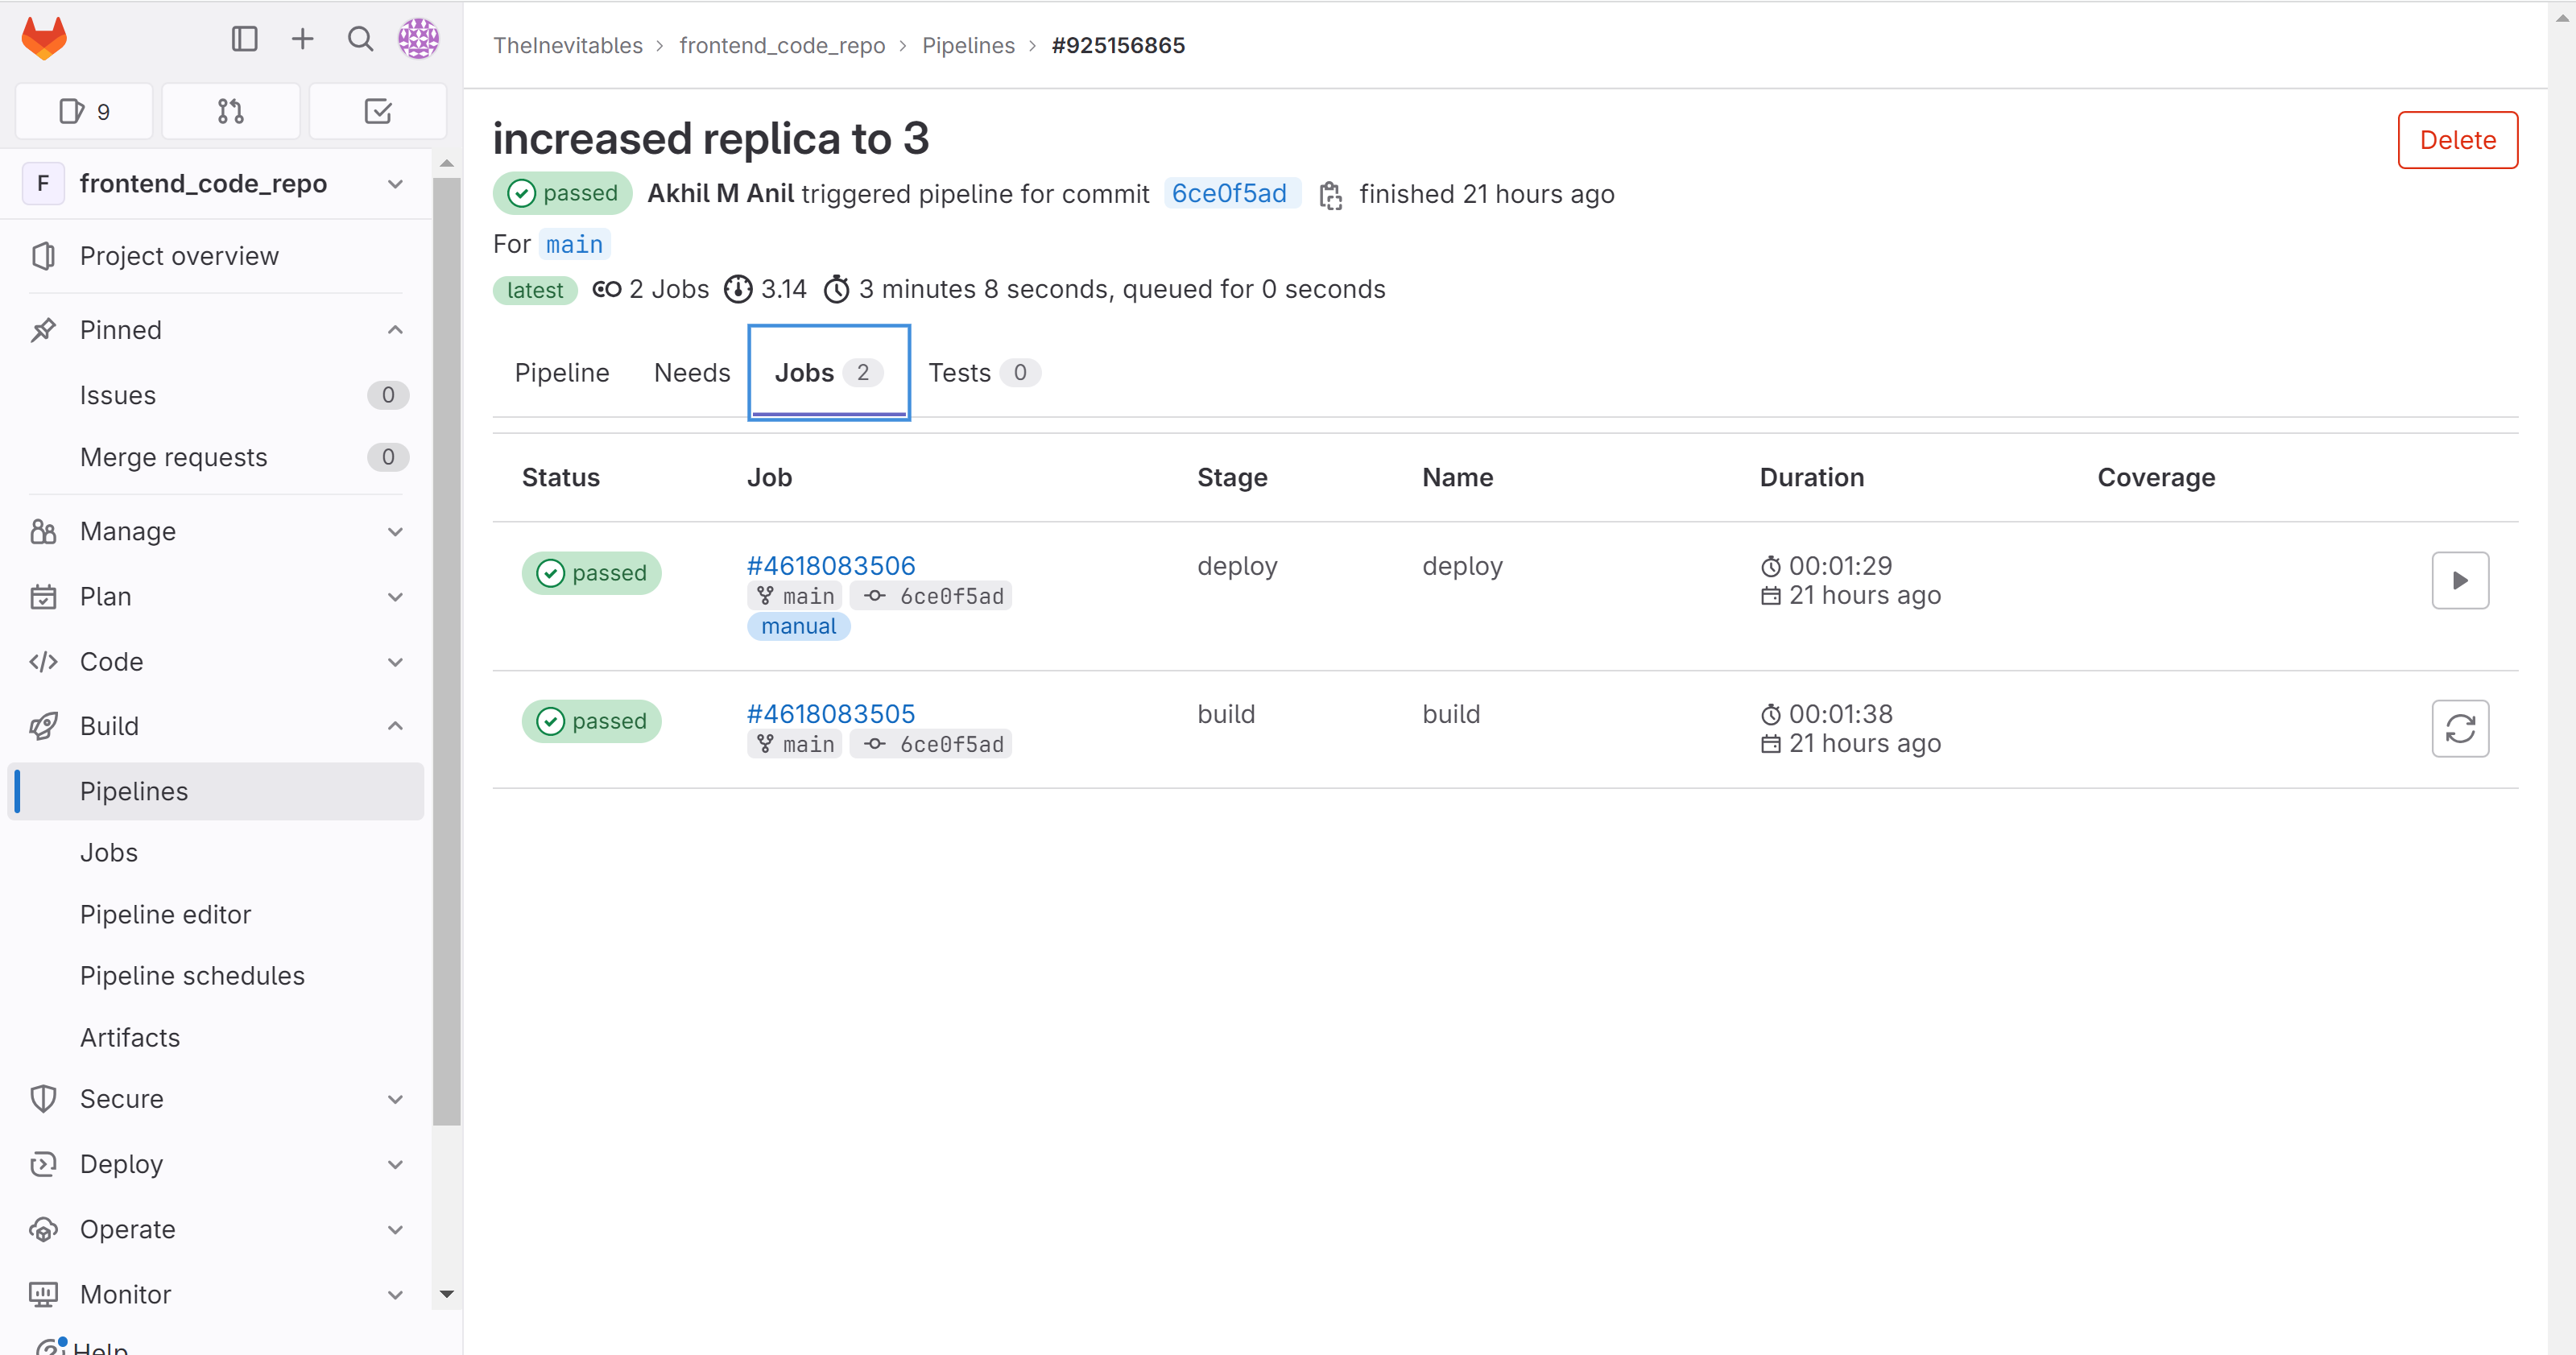 9
F frontend_code_repo
Project overview
Pinned
Issues 0
Merge requests 0
Manage
Plan
Code
Build
Pipelines
Jobs
Pipeline editor
Pipeline schedules
Artifacts
Secure
Deploy
Operate
Monitor
Help
TheInevitables › frontend_code_repo › Pipelines › #925156865
increased replica to 3
Delete
passed Akhil M Anil triggered pipeline for commit 6ce0f5ad finished 21 hours ago
For main
latest 2 Jobs 3.14 3 minutes 8 seconds, queued for 0 seconds
Pipeline Needs Jobs 2 Tests 0
Status Job Stage Name Duration Coverage
passed #4618083506 deploy deploy 00:01:29
main 6ce0f5ad 21 hours ago
manual
passed #4618083505 build build 00:01:38
main 6ce0f5ad 21 hours ago